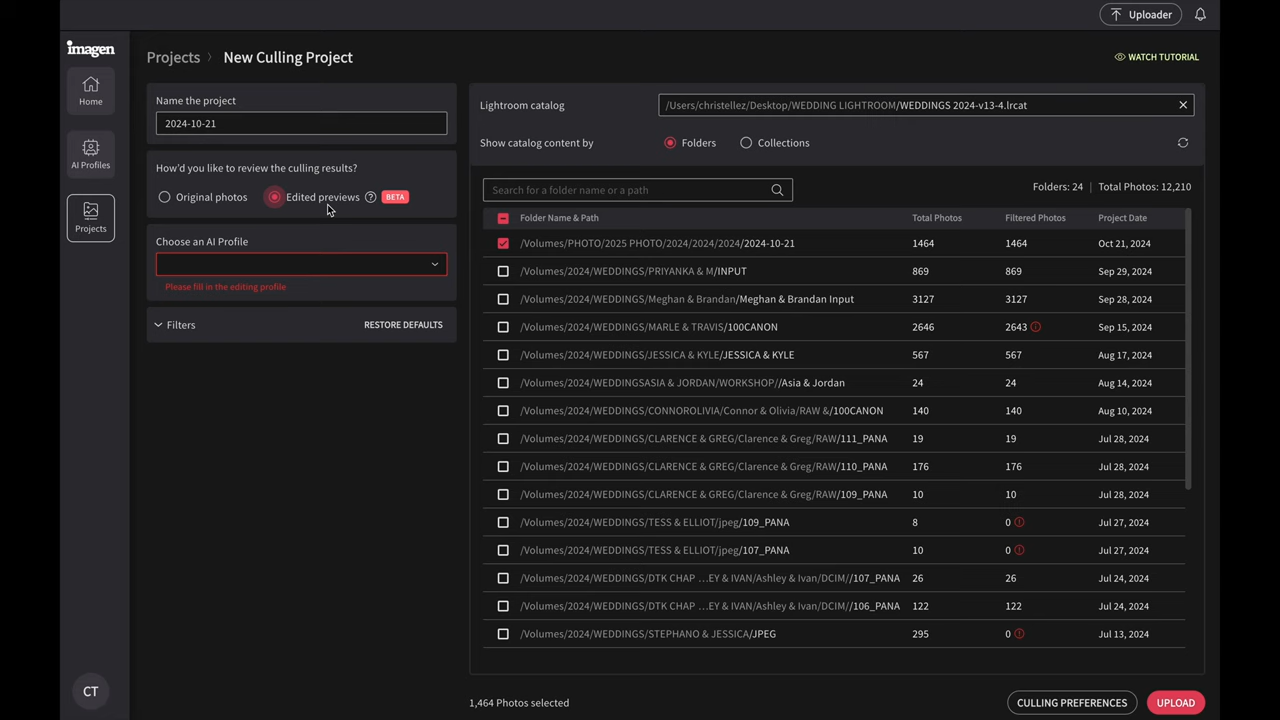 Uploader
imagen
Projects > New Culling Project
WATCH TUTORIAL
Home
AI Profiles
Projects
Name the project
2024-10-21
How'd you like to review the culling results?
Original photos
Edited previews
BETA
Choose an AI Profile
Please fill in the editing profile
Filters
RESTORE DEFAULTS
Lightroom catalog
/Users/christellez/Desktop/WEDDING LIGHTROOM/WEDDINGS 2024-v13-4.lrcat
Show catalog content by
Folders
Collections
Search for a folder name or a path
Folders: 24 | Total Photos: 12,210
Folder Name & Path Total Photos Filtered Photos Project Date
/Volumes/PHOTO/2025 PHOTO/2024/2024/2024/2024-10-21 1464 1464 Oct 21, 2024
/Volumes/2024/WEDDINGS/PRIYANKA & M/INPUT 869 869 Sep 29, 2024
/Volumes/2024/WEDDINGS/Meghan & Brandan/Meghan & Brandan Input 3127 3127 Sep 28, 2024
/Volumes/2024/WEDDINGS/MARLE & TRAVIS/100CANON 2646 2643 Sep 15, 2024
/Volumes/2024/WEDDINGS/JESSICA & KYLE/JESSICA & KYLE 567 567 Aug 17, 2024
/Volumes/2024/WEDDINGSASIA & JORDAN/WORKSHOP//Asia & Jordan 24 24 Aug 14, 2024
/Volumes/2024/WEDDINGS/CONNOROLIVIA/Connor & Olivia/RAW &/100CANON 140 140 Aug 10, 2024
/Volumes/2024/WEDDINGS/CLARENCE & GREG/Clarence & Greg/RAW/111_PANA 19 19 Jul 28, 2024
/Volumes/2024/WEDDINGS/CLARENCE & GREG/Clarence & Greg/RAW/110_PANA 176 176 Jul 28, 2024
/Volumes/2024/WEDDINGS/CLARENCE & GREG/Clarence & Greg/RAW/109_PANA 10 10 Jul 28, 2024
/Volumes/2024/WEDDINGS/TESS & ELLIOT/jpeg/109_PANA 8 0 Jul 27, 2024
/Volumes/2024/WEDDINGS/TESS & ELLIOT/jpeg/107_PANA 10 0 Jul 27, 2024
/Volumes/2024/WEDDINGS/DTK CHAP ...EY & IVAN/Ashley & Ivan/DCIM//107_PANA 26 26 Jul 24, 2024
/Volumes/2024/WEDDINGS/DTK CHAP ...EY & IVAN/Ashley & Ivan/DCIM//106_PANA 122 122 Jul 24, 2024
/Volumes/2024/WEDDINGS/STEPHANO & JESSICA/JPEG 295 0 Jul 13, 2024
CT
1,464 Photos selected
CULLING PREFERENCES
UPLOAD